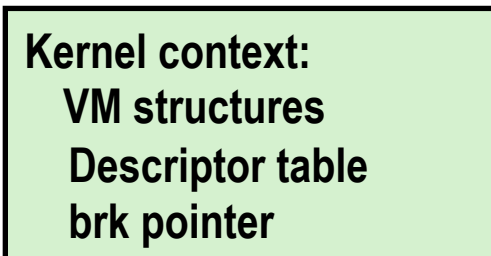 Kernel context:
VM structures
Descriptor table
brk pointer